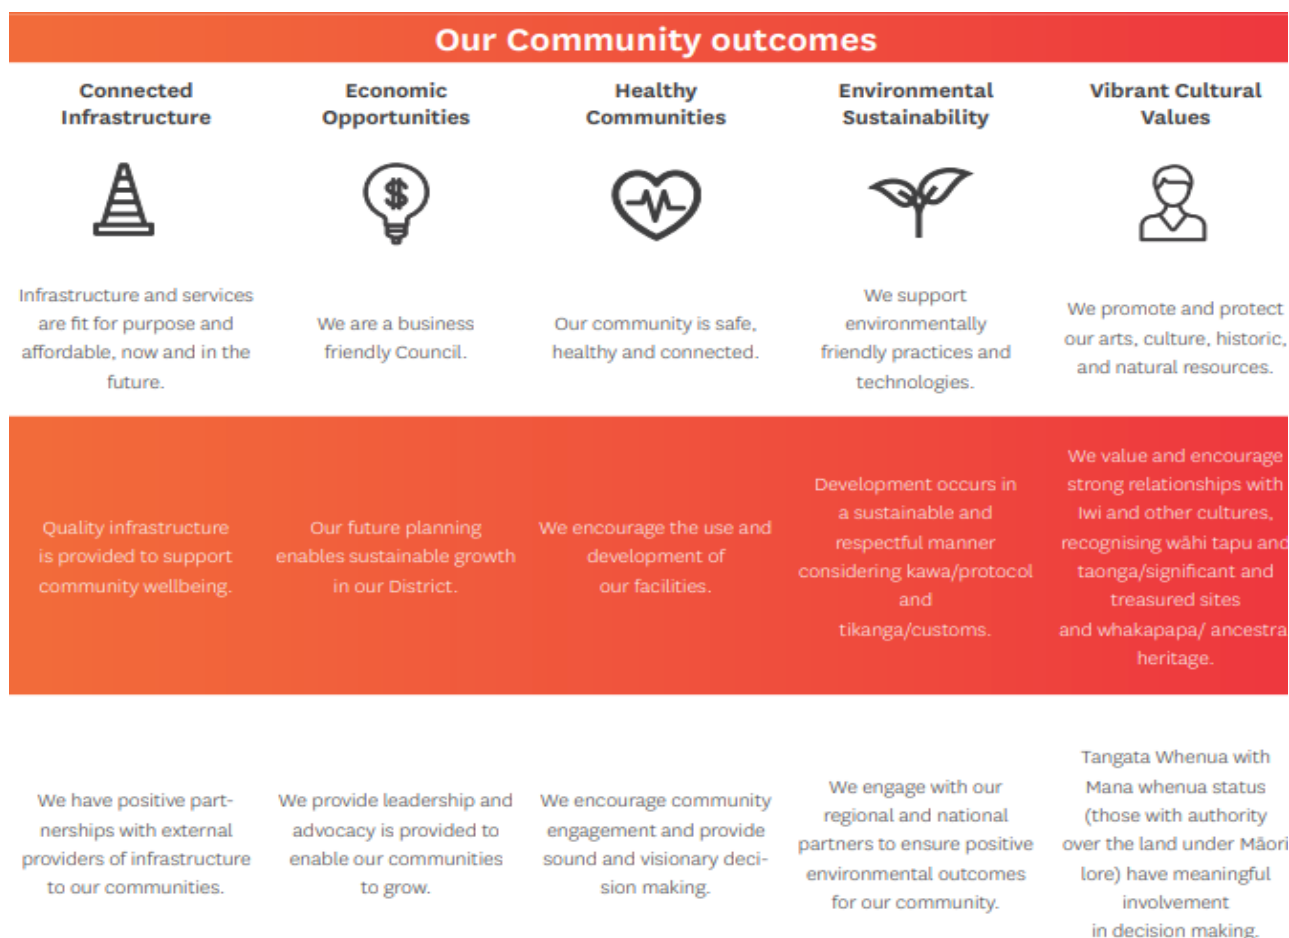 Our Community outcomes
Connected
Infrastructure
Economic
Opportunities
Healthy
Communities
Environmental
Sustainability
Vibrant Cultural
Values
$
Infrastructure and services
are fit for purpose and
affordable, now and in the
future.
We are a business
friendly Council.
Our community is safe,
healthy and connected.
We support
environmentally
friendly practices and
technologies.
We promote and protect
our arts, culture, historic,
and natural resources.
Quality infrastructure
is provided to support
community wellbeing.
Our future planning
enables sustainable growth
in our District.
We encourage the use and
development of
our facilities.
Development occurs in
a sustainable and
respectful manner
considering kawa/protocol
and
tikanga/customs.
We value and encourage
strong relationships with
Iwi and other cultures,
recognising wāhi tapu and
taonga/significant and
treasured sites
and whakapapa/ ancestra
heritage.
We have positive part-
nerships with external
providers of infrastructure
to our communities.
We provide leadership and
advocacy is provided to
enable our communities
to grow.
We encourage community
engagement and provide
sound and visionary deci-
sion making.
We engage with our
regional and national
partners to ensure positive
environmental outcomes
for our community.
Tangata Whenua with
Mana whenua status
(those with authority
over the land under Māori
lore) have meaningful
involvement
in decision making.